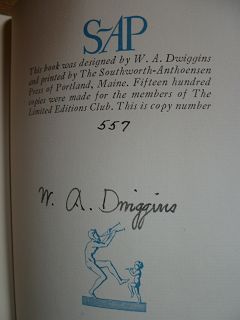 S-AP
This book was designed by W. A. Dwiggins
and printed by The Southworth-Anthoensen
Press of Portland, Maine. Fifteen hundred
copies were made for the members of The
Limited Editions Club. This is copy number
557
W. A. Dwiggins